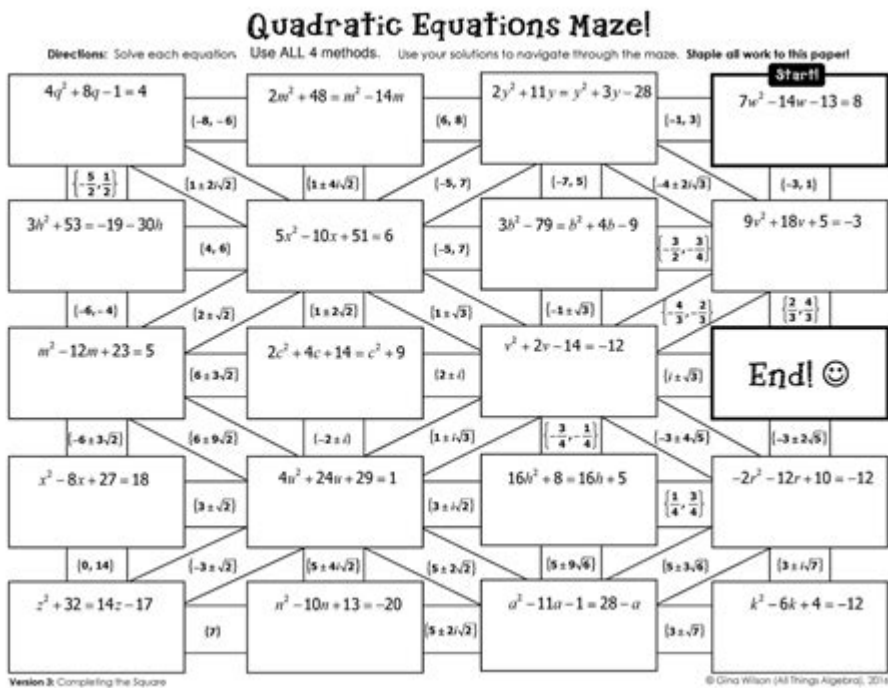 Quadratic Equations Maze!
Directions: Solve each equation. Use ALL 4 methods. Use your solutions to navigate through the maze. Staple all work to this paper!
Start!
4q² + 8q − 1 = 4
{−8, −6}
2m² + 48 = m² − 14m
{6, 8}
2y² + 11y = y² + 3y − 28
{−1, 3}
7w² − 14w − 13 = 8
{−5/2, 1/2}
{1 ± 2i√2}
{1 ± 4i√2}
{−5, 7}
{−7, 5}
{−4 ± 2i√3}
{−3, 1}
3h² + 53 = −19 − 30h
{4, 6}
5x² − 10x + 51 = 6
{−5, 7}
3b² − 79 = b² + 4b − 9
{−3/2, −3/4}
9v² + 18v + 5 = −3
{−6, −4}
{2 ± √2}
{1 ± 2√2}
{1 ± √3}
{−1 ± √3}
{−4/3, −2/3}
{2/3, 4/3}
m² − 12m + 23 = 5
{6 ± 3√2}
2c² + 4c + 14 = c² + 9
{2 ± i}
v² + 2v − 14 = −12
{i ± √3}
End! ☺
{−6 ± 3√2}
{6 ± 9√2}
{−2 ± i}
{1 ± i√3}
{−3/4, −1/4}
{−3 ± 4√5}
{−3 ± 2√5}
x² − 8x + 27 = 18
{3 ± √2}
4u² + 24u + 29 = 1
{3 ± i√2}
16h² + 8 = 16h + 5
{1/4, 3/4}
−2r² − 12r + 10 = −12
{0, 14}
{−3 ± √2}
{5 ± 4i√2}
{5 ± 2√2}
{5 ± 9√6}
{5 ± 3√6}
{3 ± i√7}
z² + 32 = 14z − 17
{7}
n² − 10n + 13 = −20
{5 ± 2i√2}
a² − 11a − 1 = 28 − a
{3 ± √7}
k² − 6k + 4 = −12
Version 3: Completing the Square
© Gina Wilson (All Things Algebra), 2016